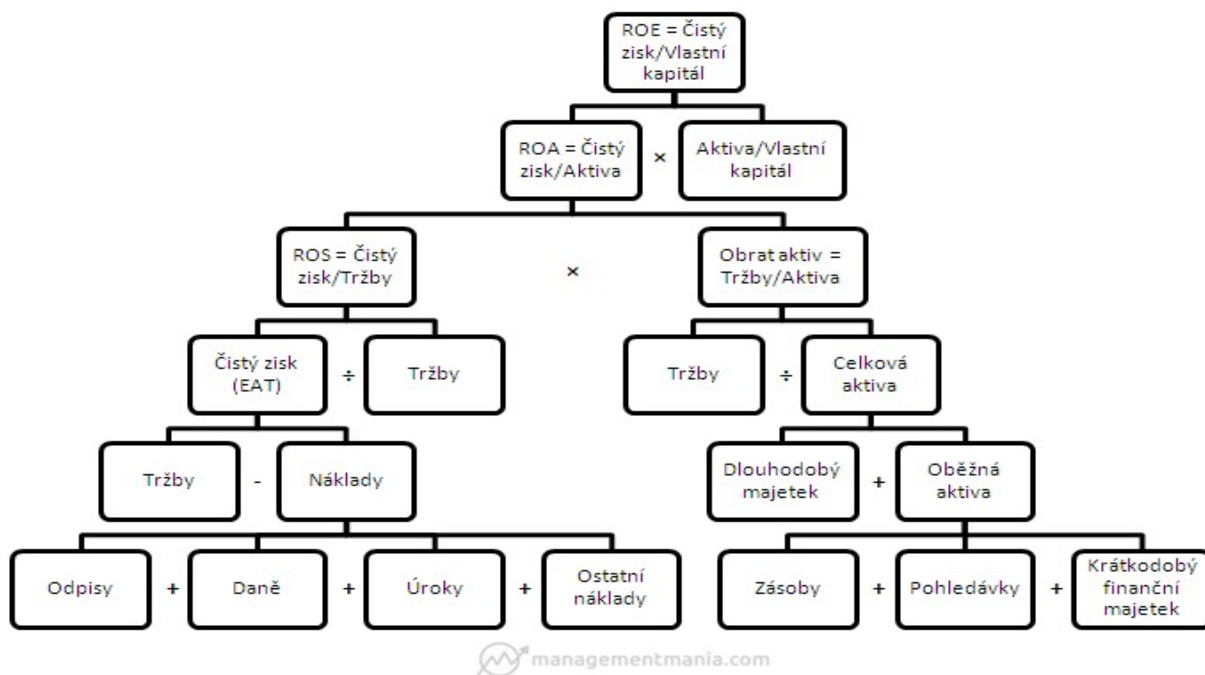 ROE = Čistý
zisk/Vlastní
kapitál
ROA = Čistý
zisk/Aktiva
×
Aktiva/Vlastní
kapitál
ROS = Čistý
zisk/Tržby
×
Obrat aktiv =
Tržby/Aktiva
Čistý zisk
(EAT)
÷
Tržby
Tržby
÷
Celková
aktiva
Tržby
-
Náklady
Dlouhodobý
majetek
+
Oběžná
aktiva
Odpisy
+
Daně
+
Úroky
+
Ostatní
náklady
Zásoby
+
Pohledávky
+
Krátkodobý
finanční
majetek
managementmania.com